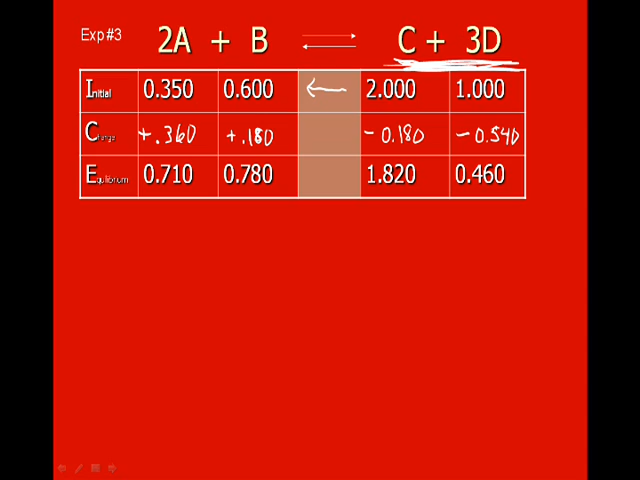 Exp#3 2A + B ⇄ C + 3D
Initial 0.350 0.600 ← 2.000 1.000
Change +.360 +.180 -0.180 -0.540
Equilibrium 0.710 0.780 1.820 0.460